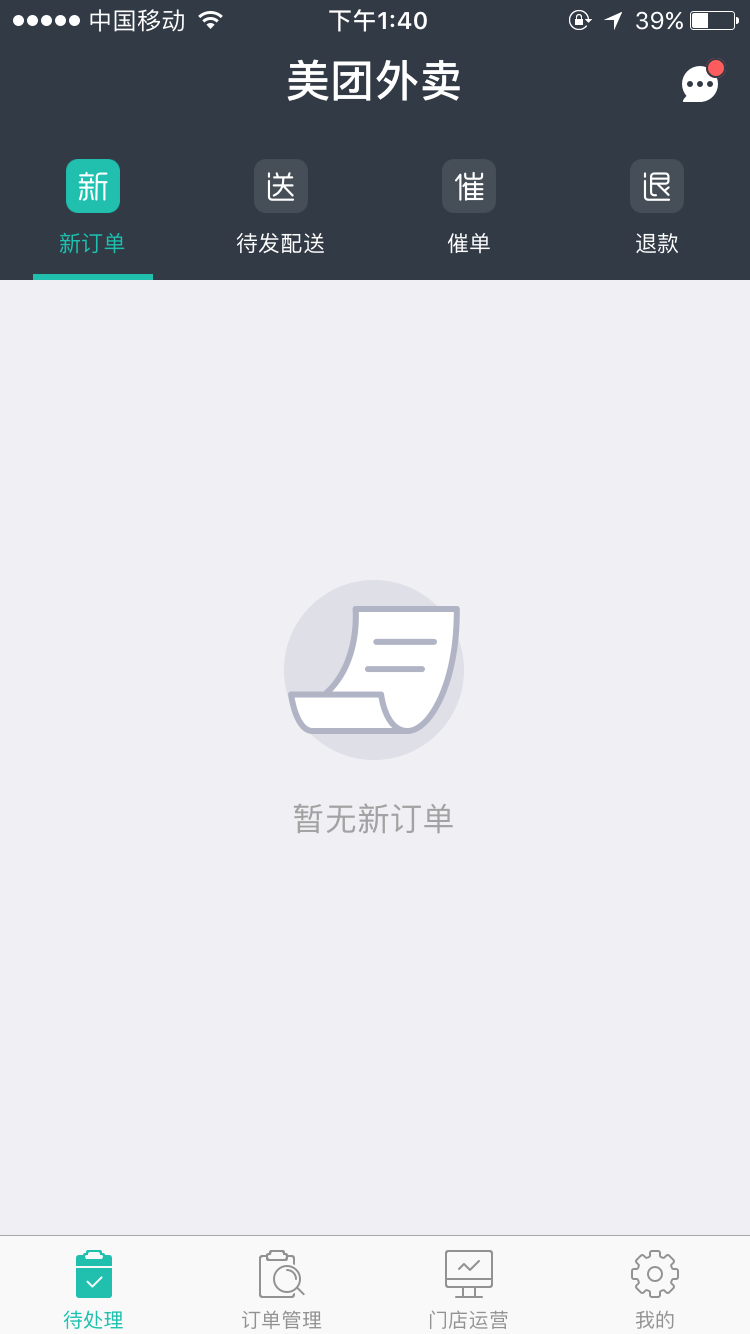 中国移动 下午1:40 39%
美团外卖
新 送 催 退
新订单 待发配送 催单 退款
暂无新订单
待处理 订单管理 门店运营 我的